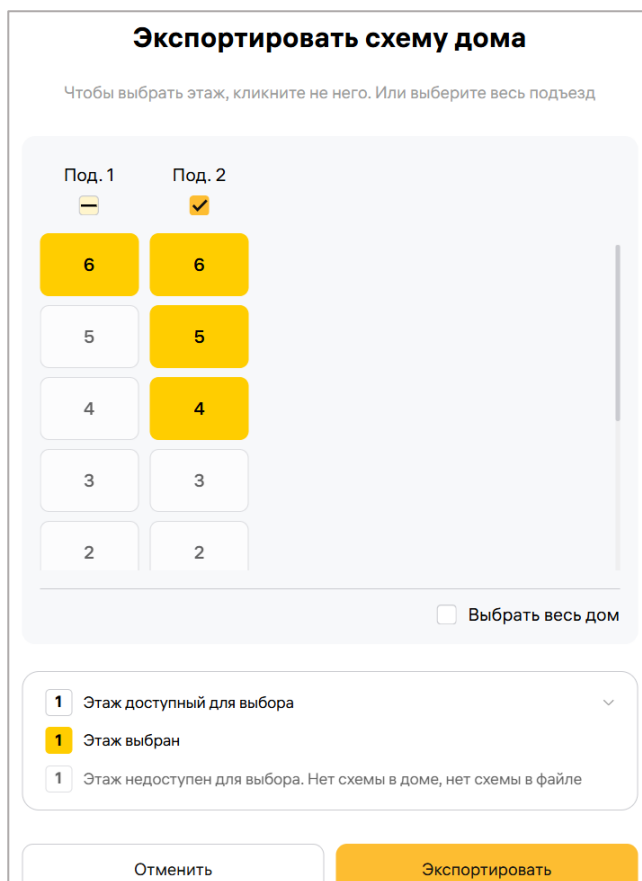 Экспортировать схему дома
Чтобы выбрать этаж, кликните не него. Или выберите весь подъезд
Под. 1 Под. 2
6 6
5 5
4 4
3 3
2 2
Выбрать весь дом
1 Этаж доступный для выбора
1 Этаж выбран
1 Этаж недоступен для выбора. Нет схемы в доме, нет схемы в файле
Отменить Экспортировать